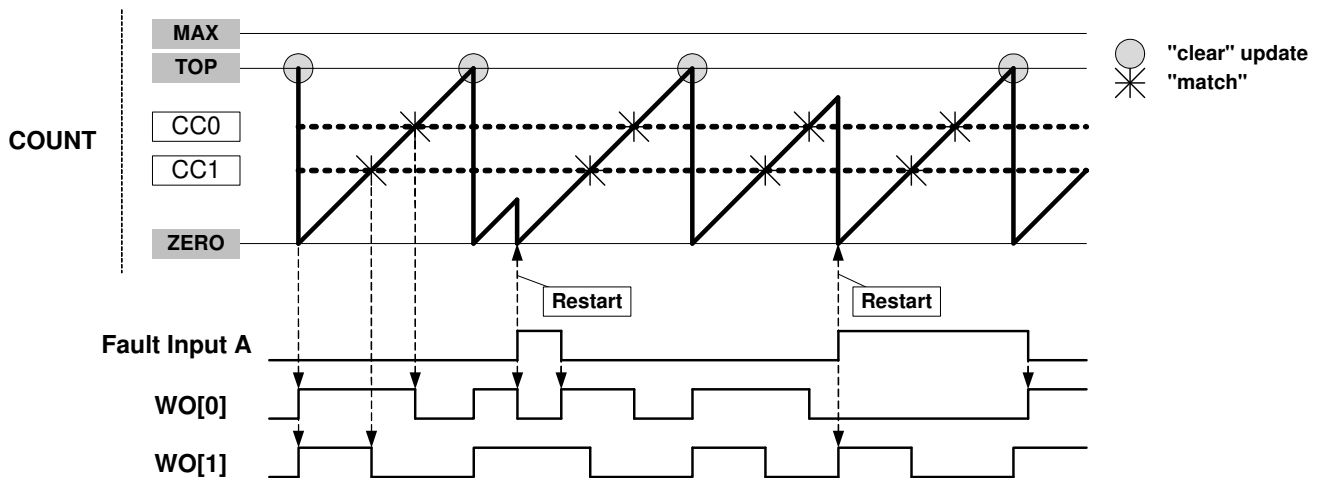 MAX
TOP
"clear" update
"match"
CC0
COUNT
CC1
ZERO
Restart
Restart
Fault Input A
WO[0]
WO[1]